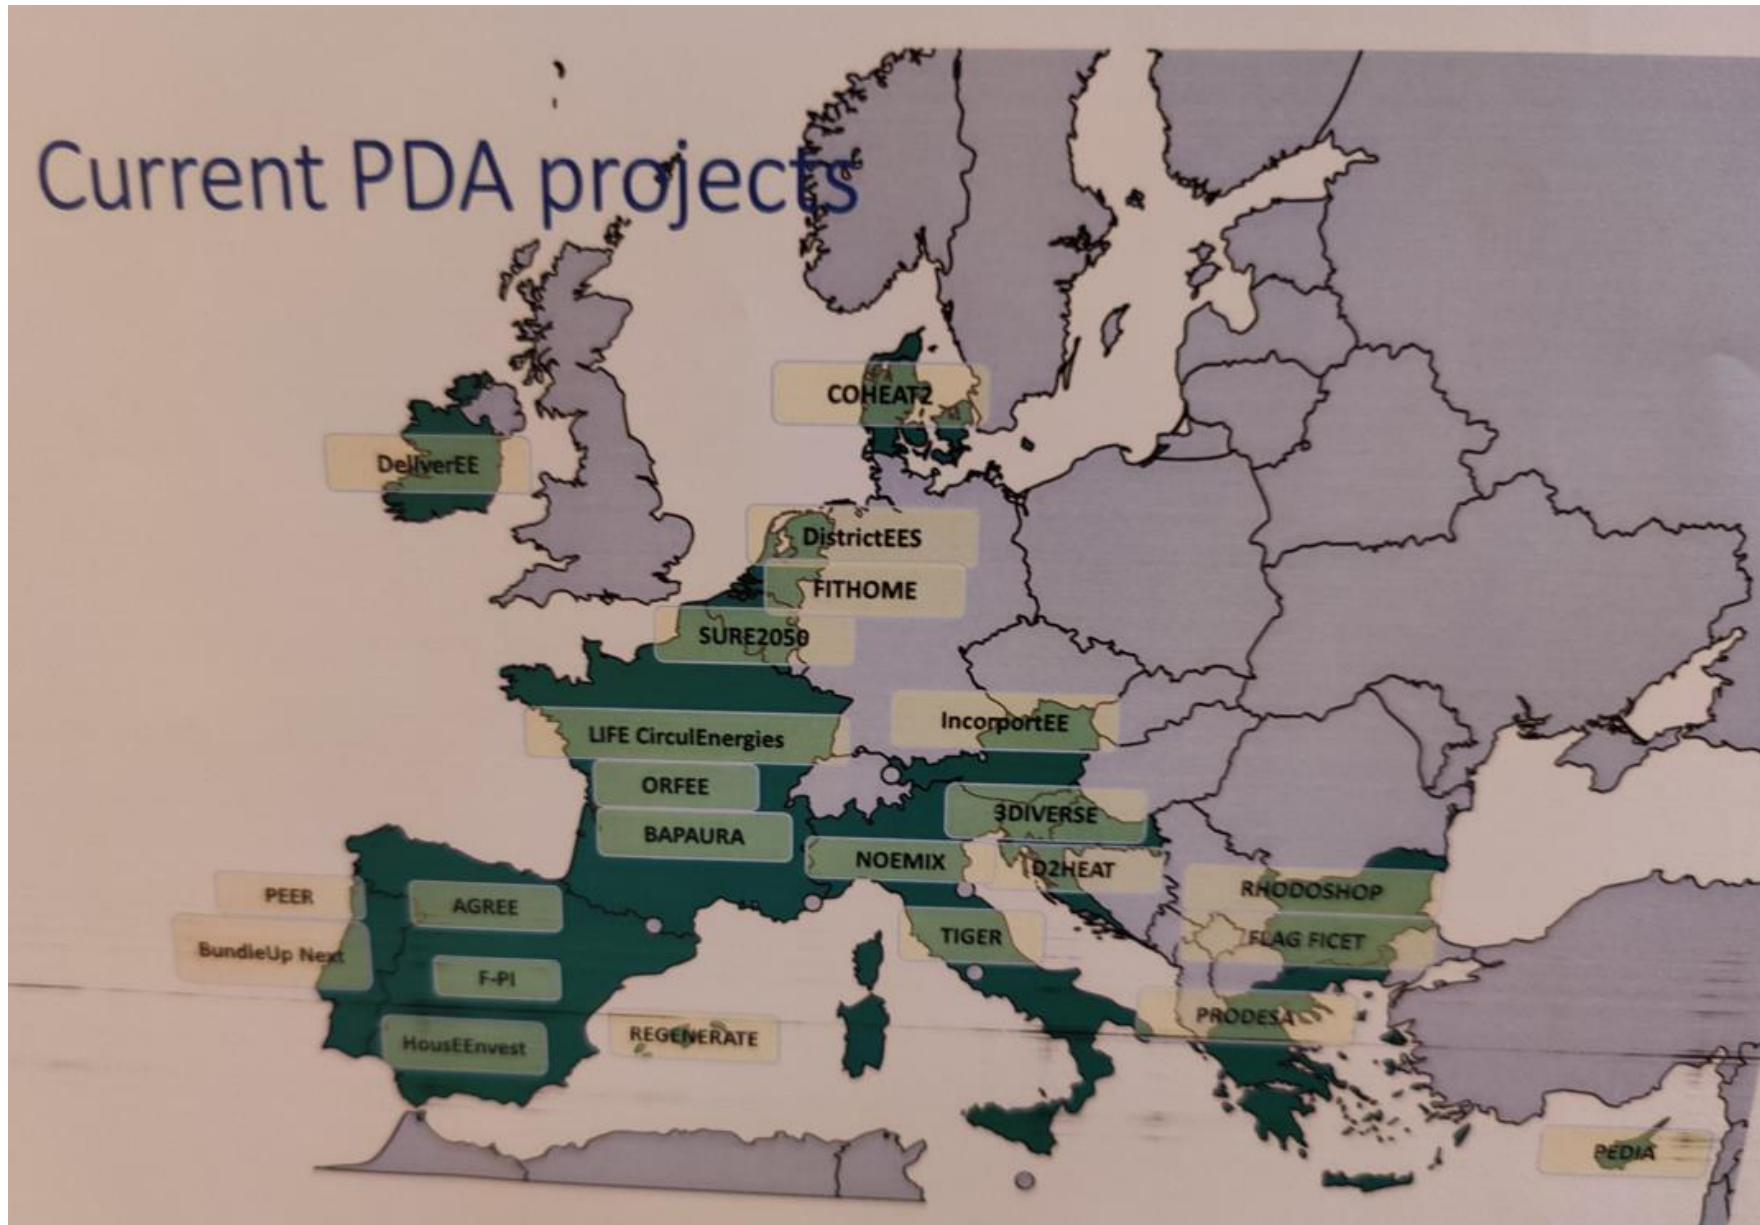 Current PDA projects
COHEAT2
DeliverEE
DistrictEES
FITHOME
SURE2050
IncorportEE
LIFE CirculEnergies
ORFEE
3DIVERSE
BAPAURA
NOEMIX
D2HEAT
PEER
AGREE
RHODOSHOP
BundleUp Next
TIGER
FLAG FICET
F-PI
PRODESA
HousEEnvest
REGENERATE
PEDIA